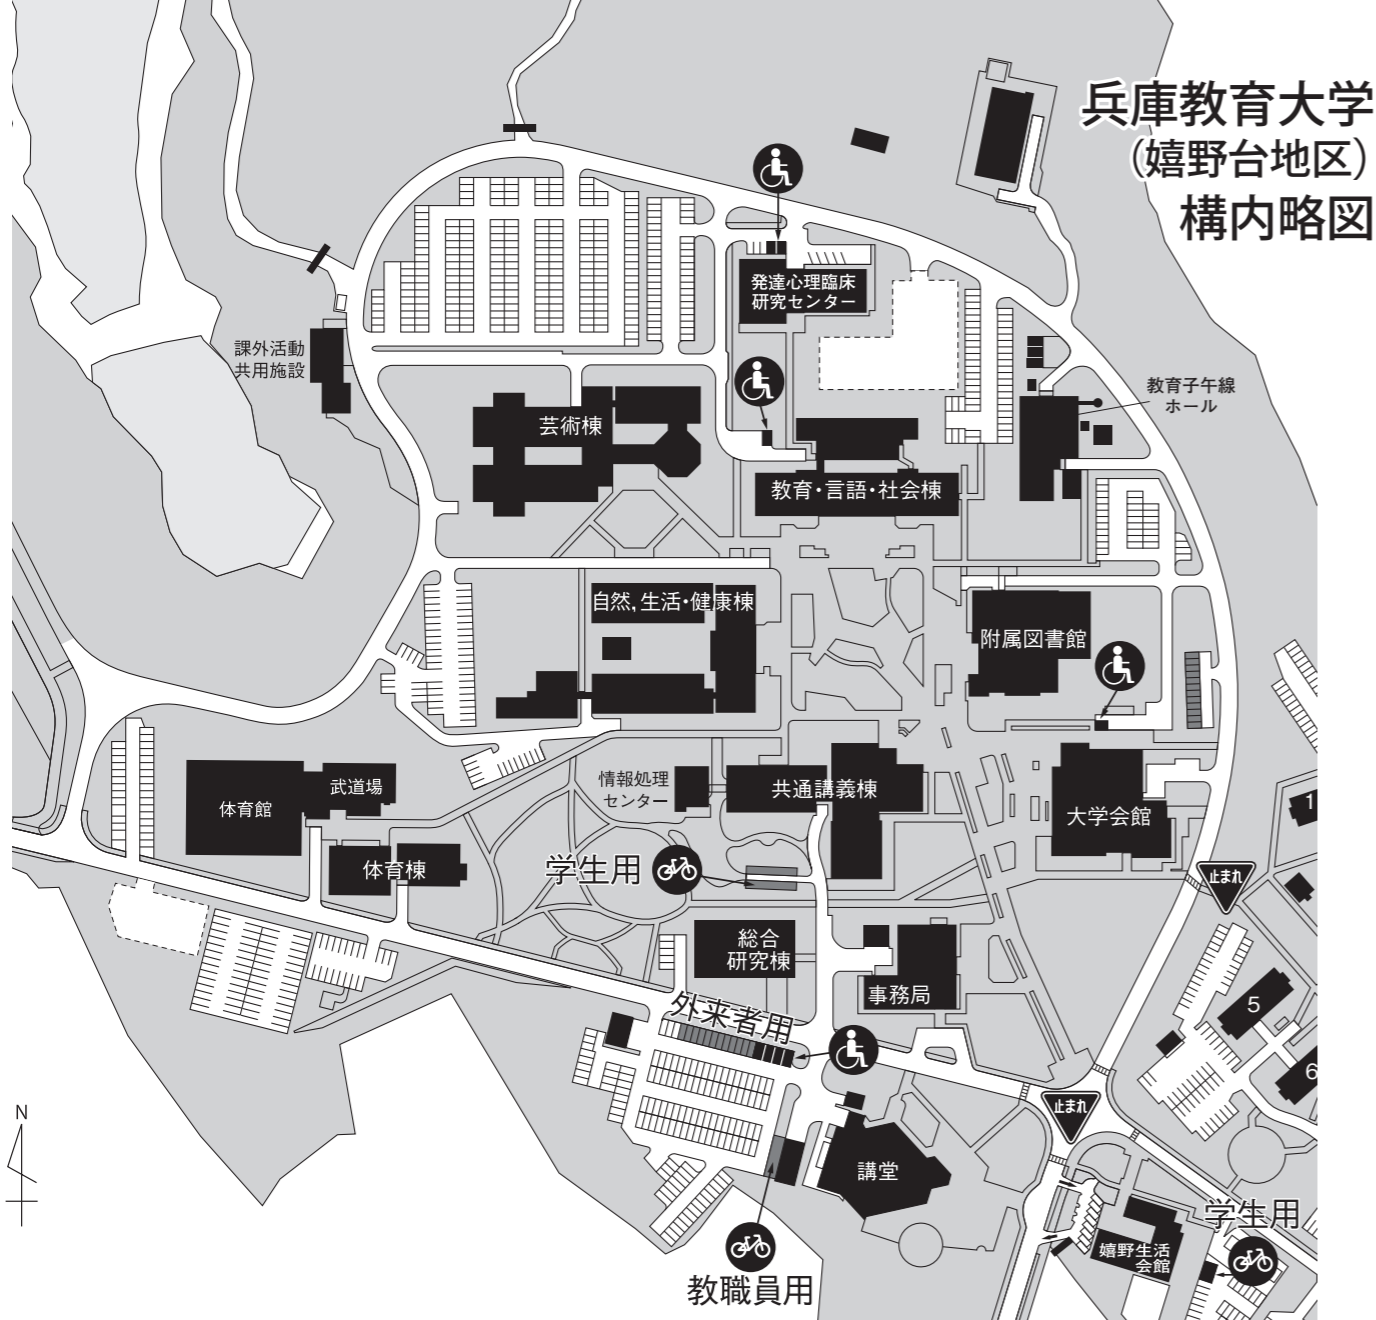 兵庫教育大学
（嬉野台地区）
構内略図
発達心理臨床
研究センター
課外活動
共用施設
教育子午線
ホール
芸術棟
教育・言語・社会棟
自然,生活・健康棟
附属図書館
情報処理
センター
共通講義棟
体育館
武道場
大学会館
1
体育棟
学生用
止まれ
総合
研究棟
事務局
5
外来者用
6
止まれ
N
講堂
学生用
嬉野生活
会館
教職員用